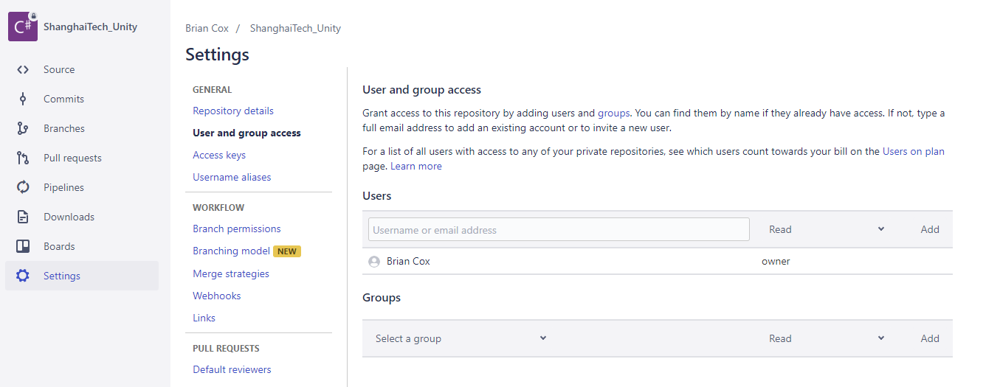 C#
ShanghaiTech_Unity
Source
Commits
Branches
Pull requests
Pipelines
Downloads
Boards
Settings
Brian Cox / ShanghaiTech_Unity
Settings
GENERAL
Repository details
User and group access
Access keys
Username aliases
WORKFLOW
Branch permissions
Branching model NEW
Merge strategies
Webhooks
Links
PULL REQUESTS
Default reviewers
User and group access
Grant access to this repository by adding users and groups. You can find them by name if they already have access. If not, type a
full email address to add an existing account or to invite a new user.
For a list of all users with access to any of your private repositories, see which users count towards your bill on the Users on plan
page. Learn more
Users
Username or email address Read Add
Brian Cox owner
Groups
Select a group Read Add